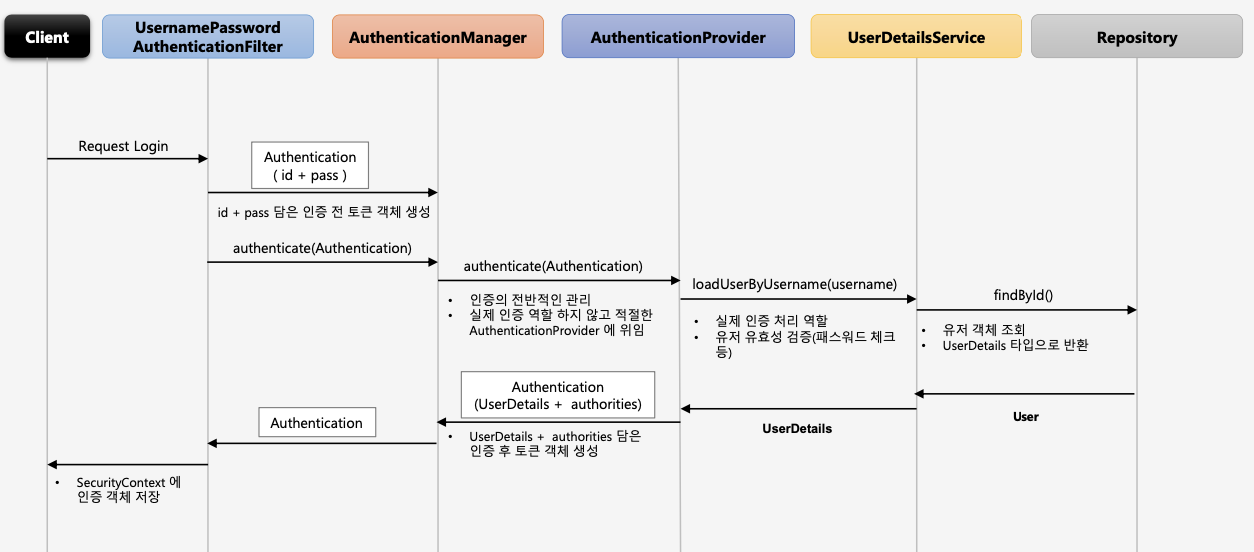 Client
UsernamePassword
AuthenticationFilter
AuthenticationManager
AuthenticationProvider
UserDetailsService
Repository
Request Login
Authentication
( id + pass )
id + pass 담은 인증 전 토큰 객체 생성
authenticate(Authentication)
authenticate(Authentication)
• 인증의 전반적인 관리
• 실제 인증 역할 하지 않고 적절한
AuthenticationProvider 에 위임
loadUserByUsername(username)
• 실제 인증 처리 역할
• 유저 유효성 검증(패스워드 체크
등)
findById()
• 유저 객체 조회
• UserDetails 타입으로 반환
User
UserDetails
Authentication
(UserDetails + authorities)
• UserDetails + authorities 담은
인증 후 토큰 객체 생성
Authentication
• SecurityContext 에
인증 객체 저장